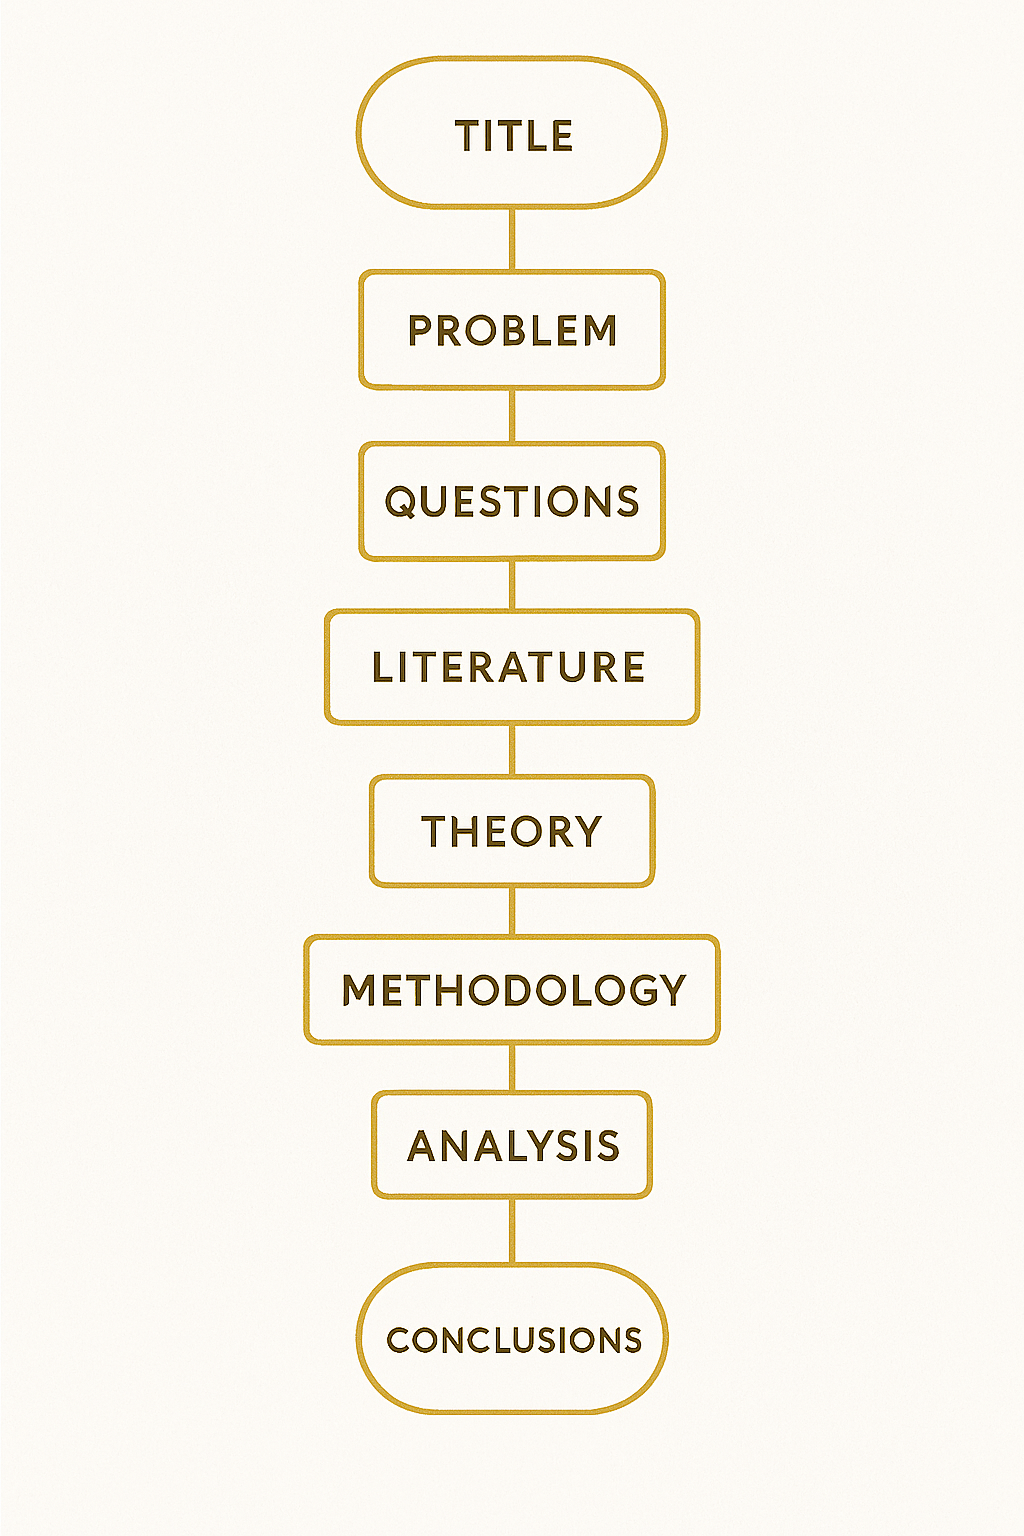 TITLE
PROBLEM
QUESTIONS
LITERATURE
THEORY
METHODOLOGY
ANALYSIS
CONCLUSIONS